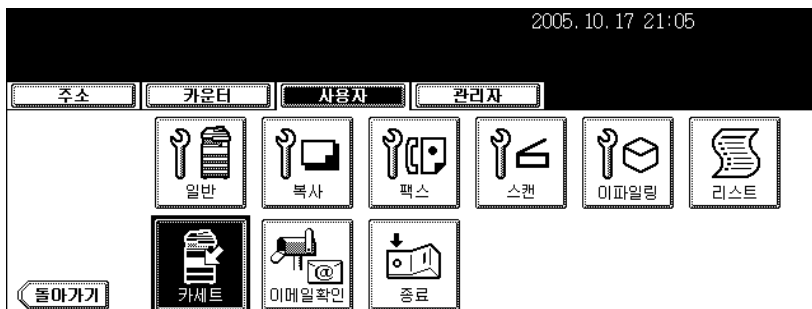 2005.10.17 21:05
주소 카운터 사용자 관리자
일반 복사 팩스 스캔 이파일링 리스트
@
카세트 이메일확인 종료
돌아가기